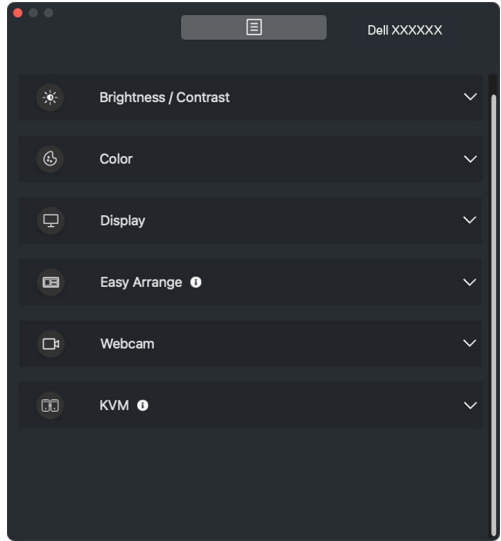 Dell XXXXXX
Brightness / Contrast
Color
Display
Easy Arrange
Webcam
KVM